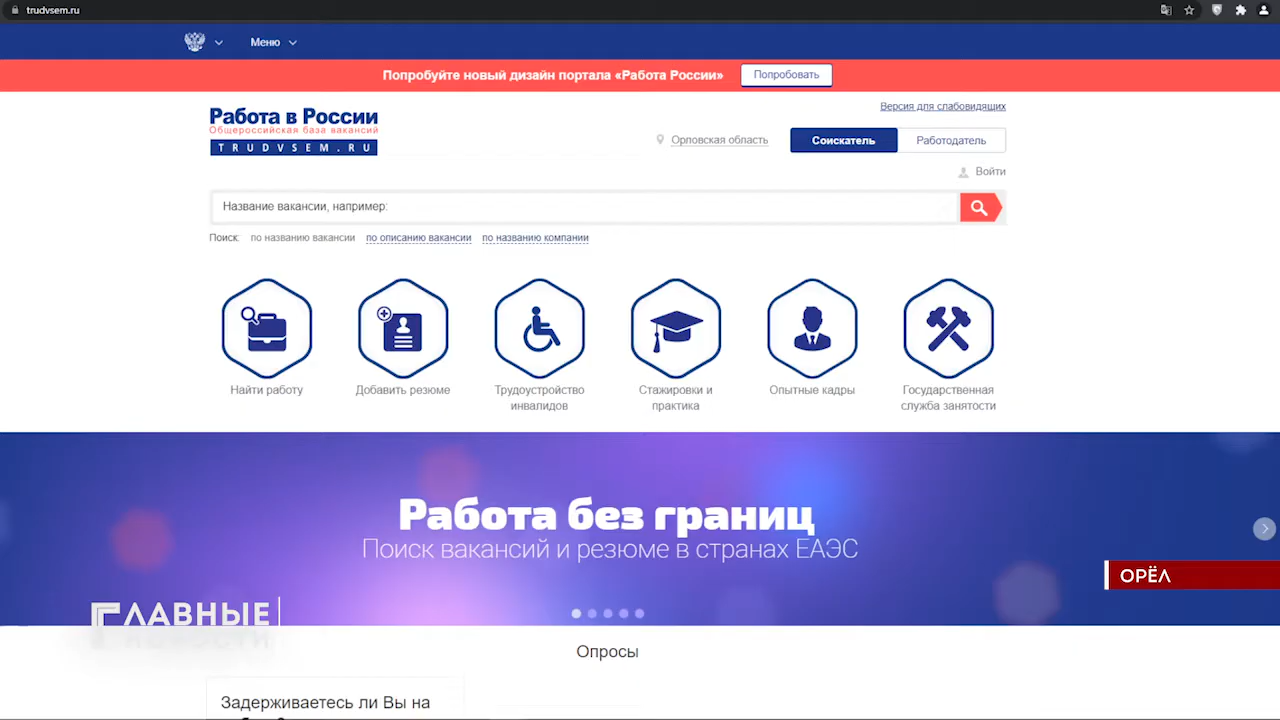 trudvsem.ru
Меню
Попробуйте новый дизайн портала «Работа России»
Попробовать
Версия для слабовидящих
Работа в России
Общероссийская база вакансий
TRUDVSEM.RU
Орловская область
Соискатель
Работодатель
Войти
Название вакансии, например:
Поиск: по названию вакансии по описанию вакансии по названию компании
Найти работу
Добавить резюме
Трудоустройство
инвалидов
Стажировки и
практика
Опытные кадры
Государственная
служба занятости
Работа без границ
Поиск вакансий и резюме в странах ЕАЭС
ОРЁЛ
ГЛАВНЫЕ
Опросы
Задерживаетесь ли Вы на